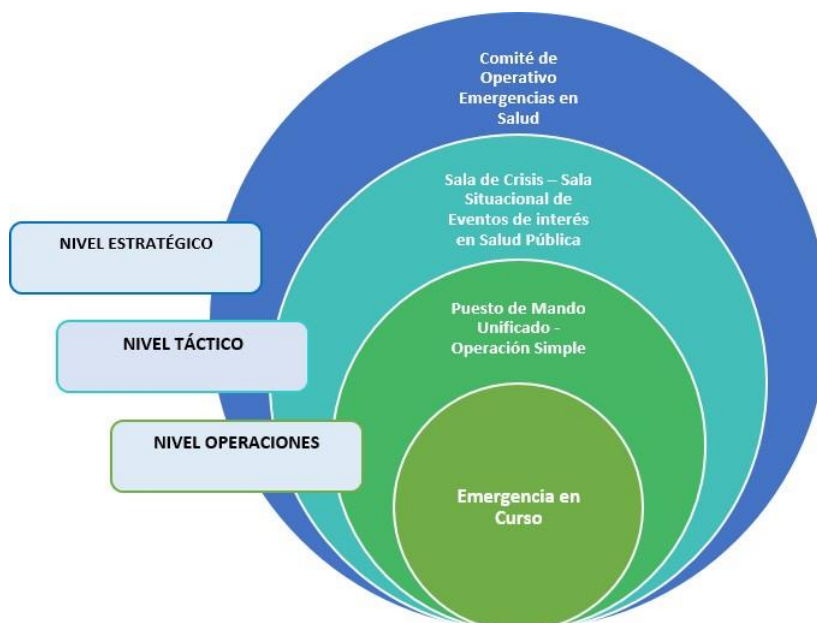 Comité de
Operativo
Emergencias en
Salud
Sala de Crisis – Sala
Situacional de
Eventos de interés
en Salud Pública
NIVEL ESTRATÉGICO
Puesto de Mando
Unificado -
Operación Simple
NIVEL TÁCTICO
NIVEL OPERACIONES
Emergencia en
Curso